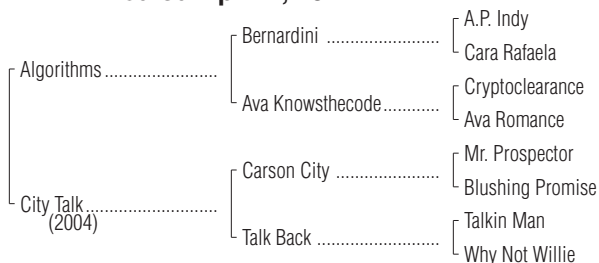 A.P. Indy
Bernardini ................................
Cara Rafaela
Algorithms ................................
Cryptoclearance
Ava Knowsthecode................
Ava Romance
Mr. Prospector
Carson City ..............................
Blushing Promise
City Talk......................................
(2004)
Talkin Man
Talk Back ...................................
Why Not Willie